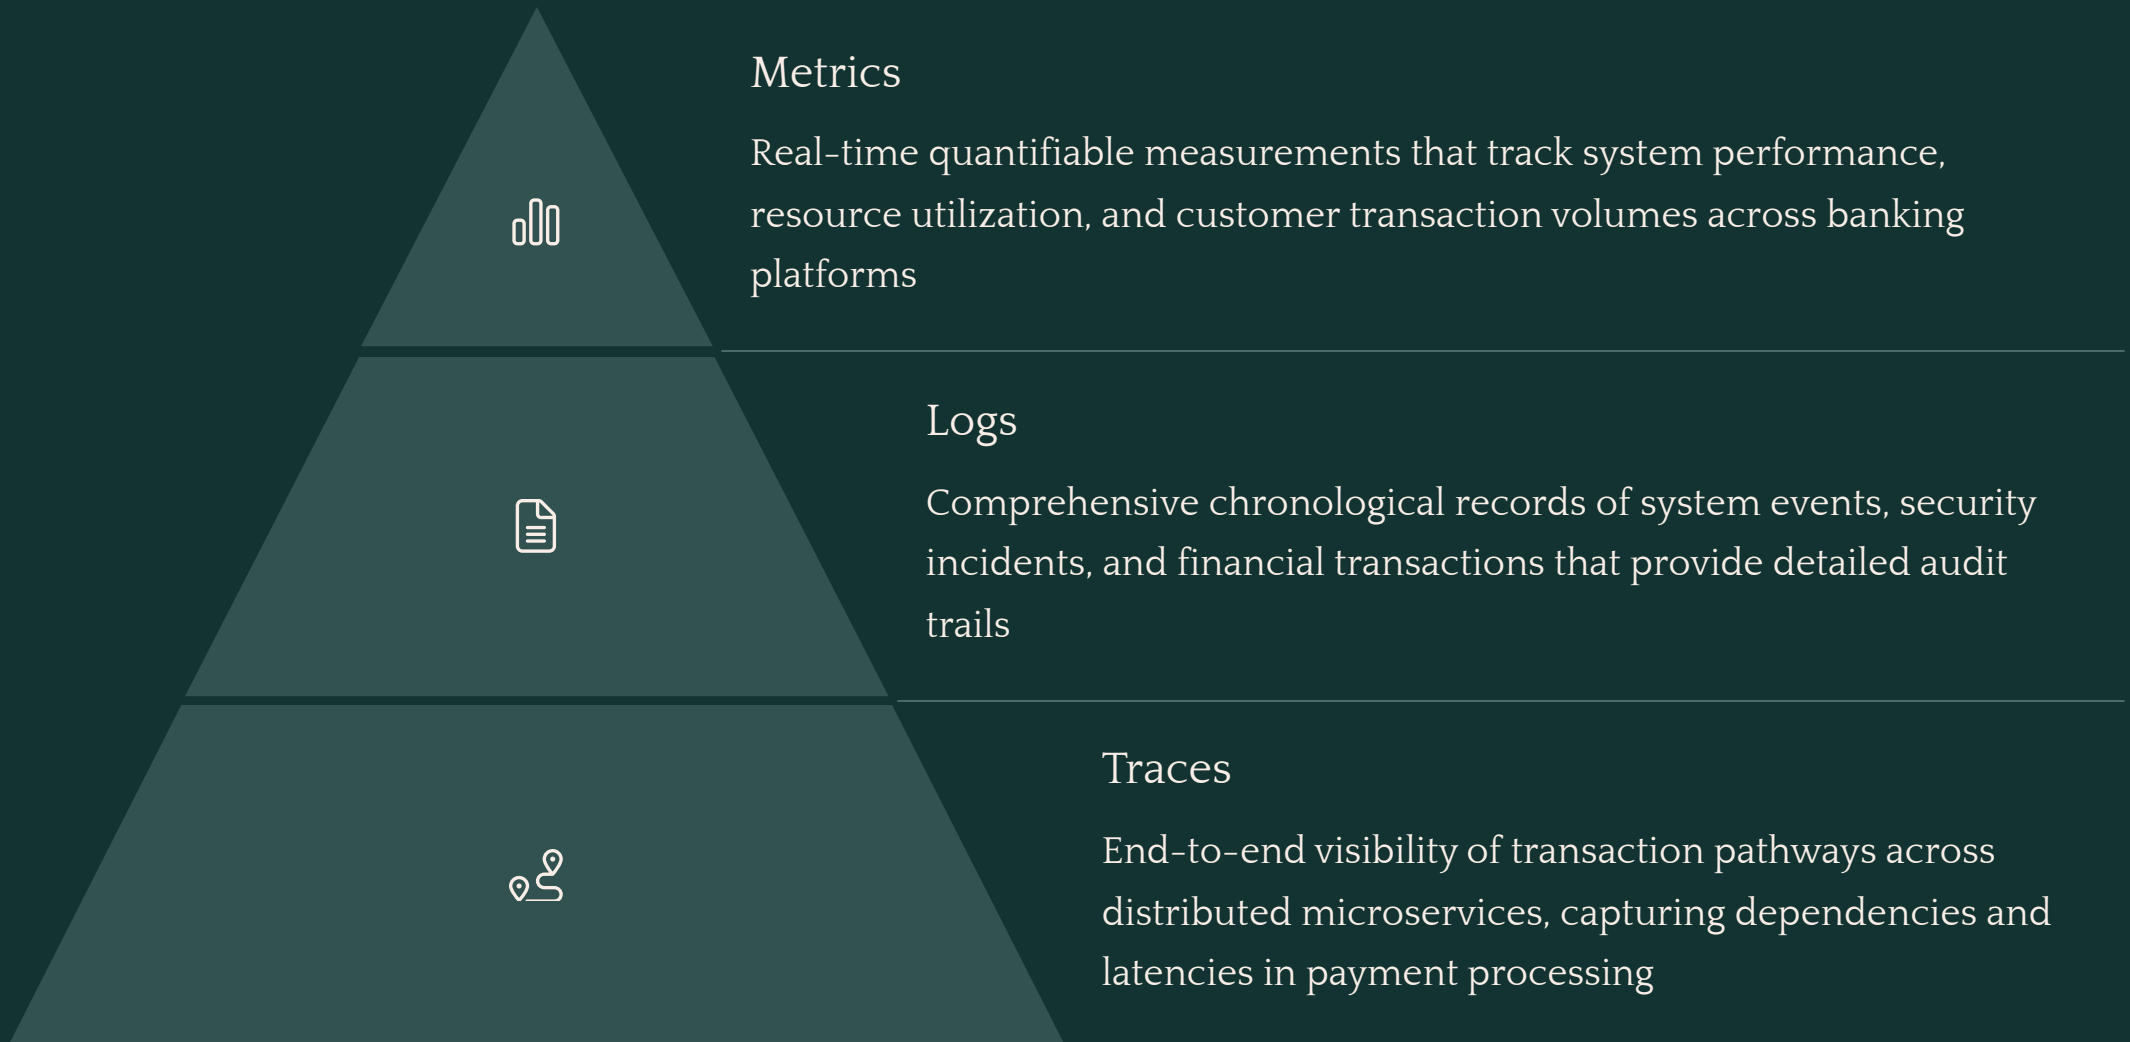 Metrics
Real-time quantifiable measurements that track system performance,
resource utilization, and customer transaction volumes across banking
platforms
Logs
Comprehensive chronological records of system events, security
incidents, and financial transactions that provide detailed audit
trails
Traces
End-to-end visibility of transaction pathways across
distributed microservices, capturing dependencies and
latencies in payment processing